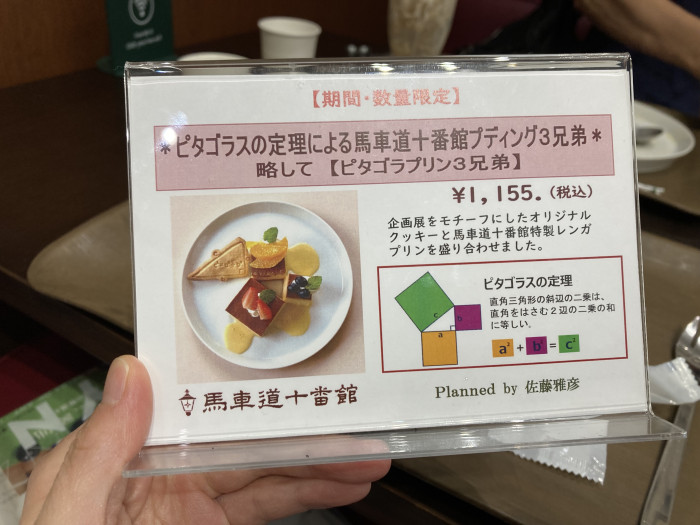 【期間・数量限定】
＊ピタゴラスの定理による馬車道十番館プディング3兄弟＊
略して 【ピタゴラプリン３兄弟】
¥1,155. (税込)
企画展をモチーフにしたオリジナル
クッキーと馬車道十番館特製レンガ
プリンを盛り合わせました。
ピタゴラスの定理
直角三角形の斜辺の二乗は、
直角をはさむ２辺の二乗の和
に等しい。
c
b
a
a² + b² = c²
馬車道十番館
Planned by 佐藤雅彦